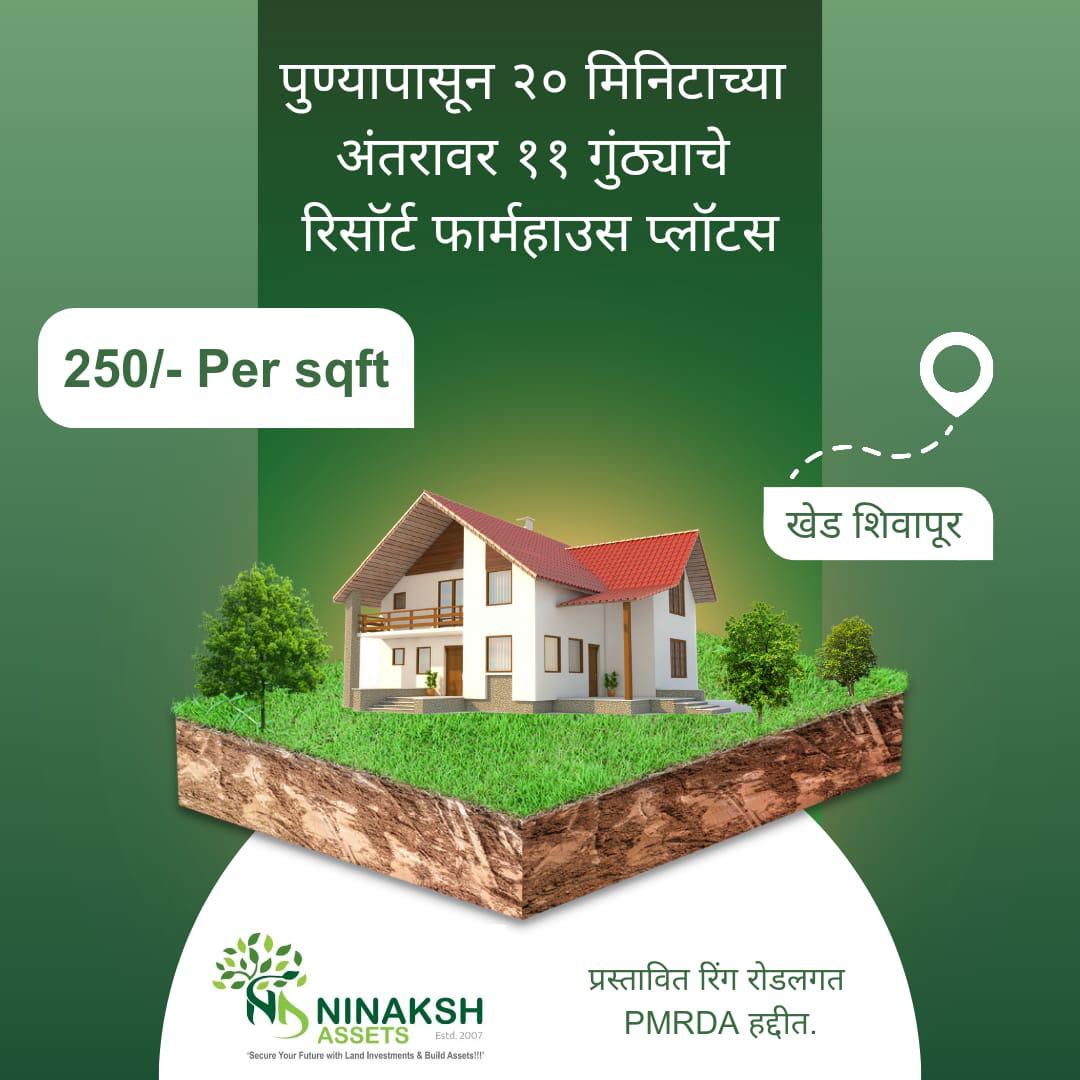 पुण्यापासून २० मिनिटाच्या
अंतरावर ११ गुंठ्याचे
रिसॉर्ट फार्महाउस प्लॉटस
250/- Per sqft
खेड शिवापूर
NINAKSH
ASSETS
Estd. 2007
'Secure Your Future with Land Investments & Build Assets!!!'
प्रस्तावित रिंग रोडलगत
PMRDA हद्दीत.